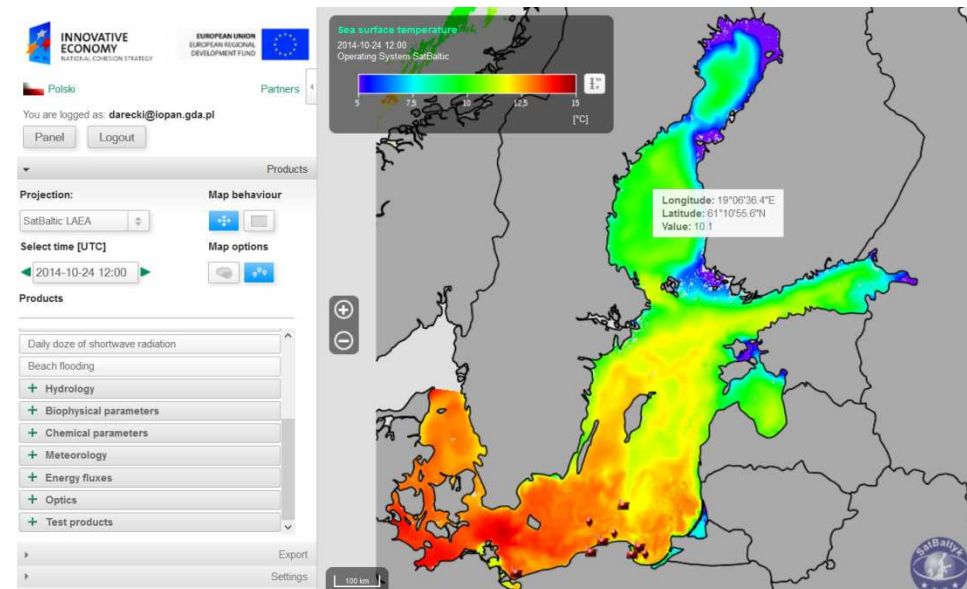 INNOVATIVE
ECONOMY
NATIONAL COHESION STRATEGY
EUROPEAN UNION
EUROPEAN REGIONAL
DEVELOPMENT FUND
Polski
Partners
You are logged as: darecki@iopan.gda.pl
Panel
Logout
Products
Projection:
Map behaviour
SatBaltic LAEA
Select time [UTC]
Map options
2014-10-24 12:00
Products
Daily doze of shortwave radiation
Beach flooding
+ Hydrology
+ Biophysical parameters
+ Chemical parameters
+ Meteorology
+ Energy fluxes
+ Optics
+ Test products
Export
Settings
Sea surface temperature
2014-10-24 12:00
Operating System SatBaltic
5 7,5 10 12,5 15
[°C]
Longitude: 19°06'36.4"E
Latitude: 61°10'55.6"N
Value: 10.1
100 km
SatBałtyk